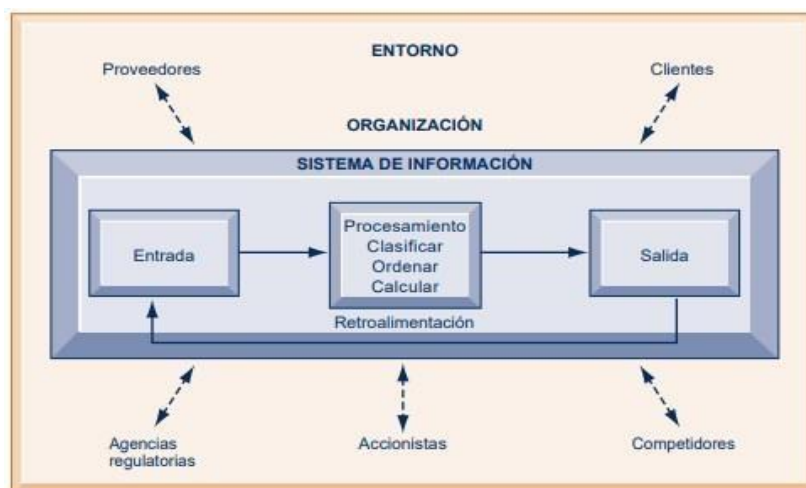 ENTORNO
Proveedores
Clientes
ORGANIZACIÓN
SISTEMA DE INFORMACIÓN
Entrada
Procesamiento
Clasificar
Ordenar
Calcular
Salida
Retroalimentación
Agencias
regulatorias
Accionistas
Competidores